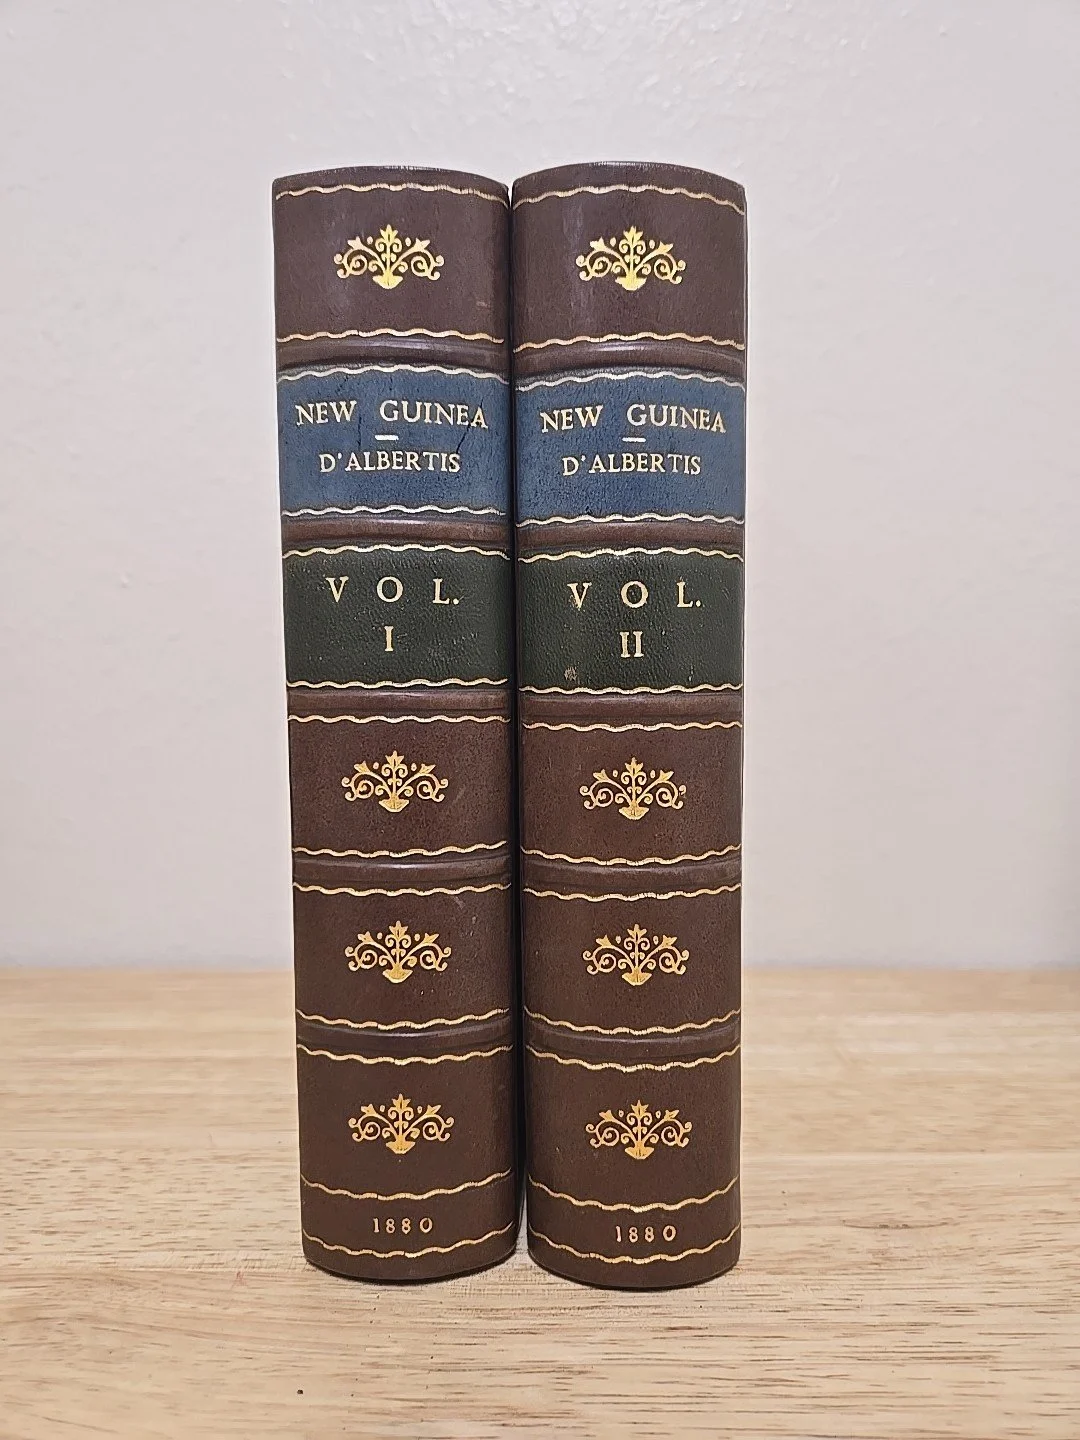 NEW GUINEA
D'ALBERTIS
VOL.
I
1880
NEW GUINEA
D'ALBERTIS
VOL.
II
1880